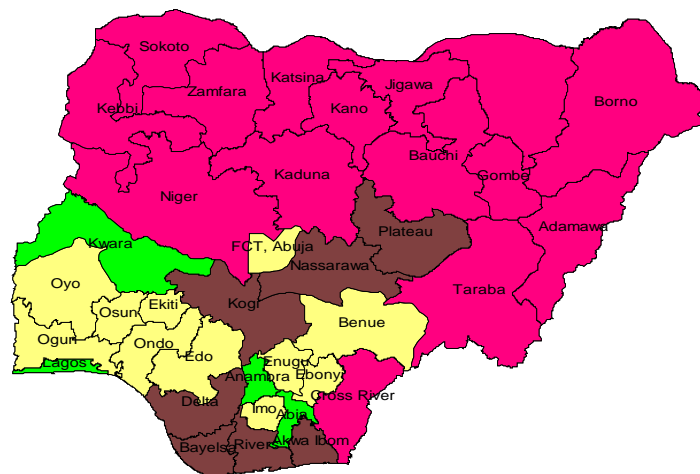 Sokoto
Katsina
Jigawa
Zamfara
Borno
Kebbi
Kano
Bauchi
Gombe
Kaduna
Niger
Adamawa
Plateau
Kwara
FCT, Abuja
Nassarawa
Oyo
Taraba
Kogi
Ekiti
Osun
Benue
Ogun
Ondo
Edo
Enugu
Lagos
Anambra
Ebonyi
Cross River
Delta
Imo
Abia
Bayelsa
Rivers
Akwa Ibom